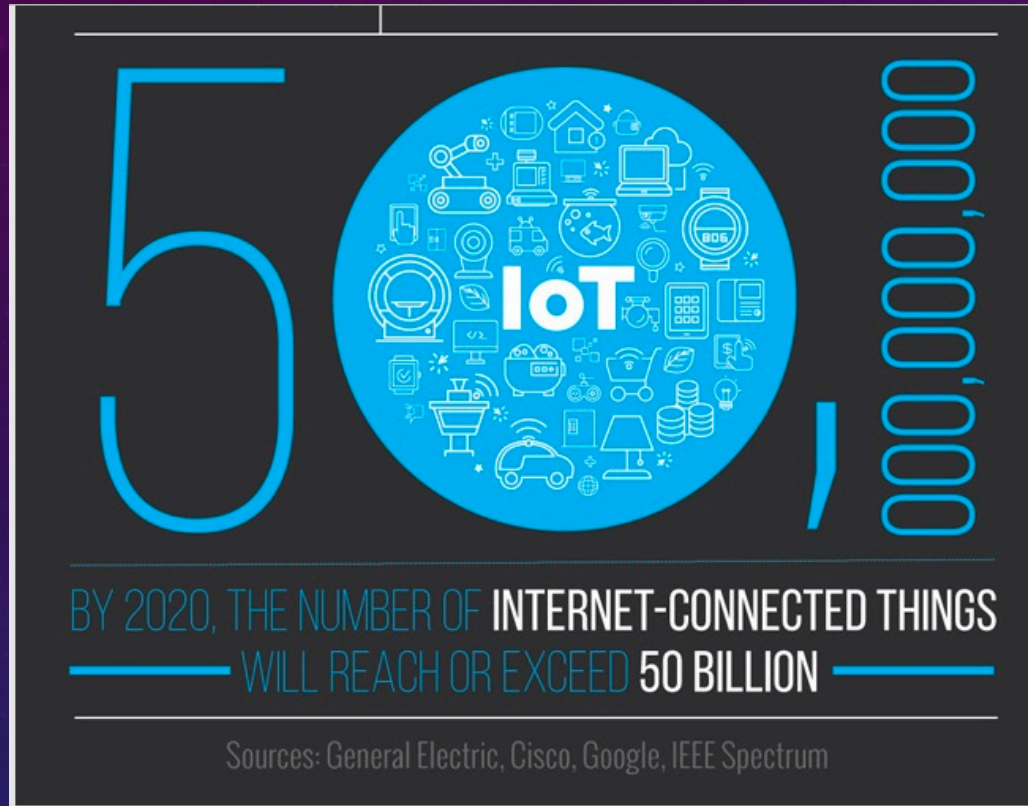 50,000,000,000
IoT
806
</>
$
BY 2020, THE NUMBER OF INTERNET-CONNECTED THINGS
WILL REACH OR EXCEED 50 BILLION
Sources: General Electric, Cisco, Google, IEEE Spectrum